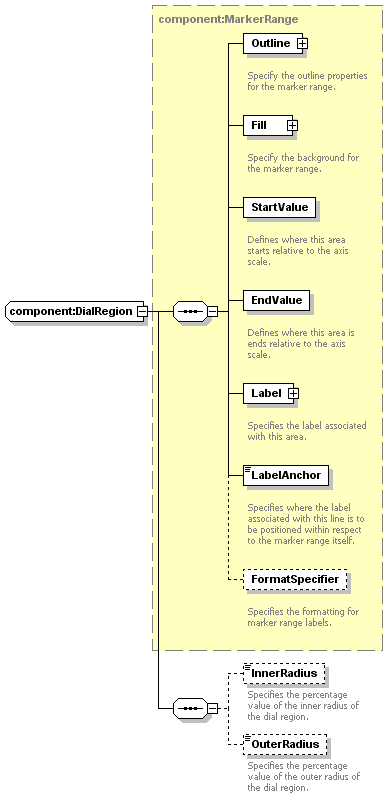 component:MarkerRange
Outline
Specify the outline properties
for the marker range.
Fill
Specify the background for
the marker range.
StartValue
Defines where this area
starts relative to the axis
scale.
component:DialRegion
EndValue
Defines where this area is
ends relative to the axis
scale.
Label
Specifies the label associated
with this area.
LabelAnchor
Specifies where the label
associated with this line is to
be positioned within respect
to the marker range itself.
FormatSpecifier
Specifies the formatting for
marker range labels.
InnerRadius
Specifies the percentage
value of the inner radius of
the dial region.
OuterRadius
Specifies the percentage
value of the outer radius of
the dial region.